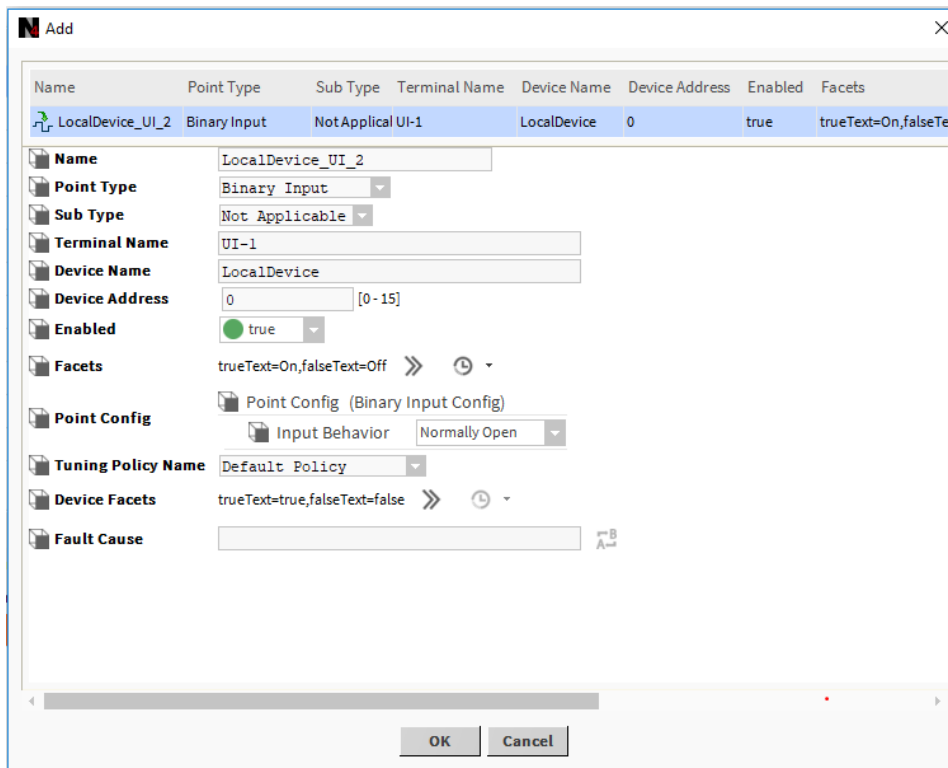 N4 Add
Name Point Type Sub Type Terminal Name Device Name Device Address Enabled Facets
LocalDevice_UI_2 Binary Input Not Applical UI-1 LocalDevice 0 true trueText=On,falseTe
Name LocalDevice_UI_2
Point Type Binary Input
Sub Type Not Applicable
Terminal Name UI-1
Device Name LocalDevice
Device Address 0 [0-15]
Enabled true
Facets trueText=On,falseText=Off
Point Config (Binary Input Config)
Point Config
Input Behavior Normally Open
Tuning Policy Name Default Policy
Device Facets trueText=true,falseText=false
Fault Cause
OK Cancel